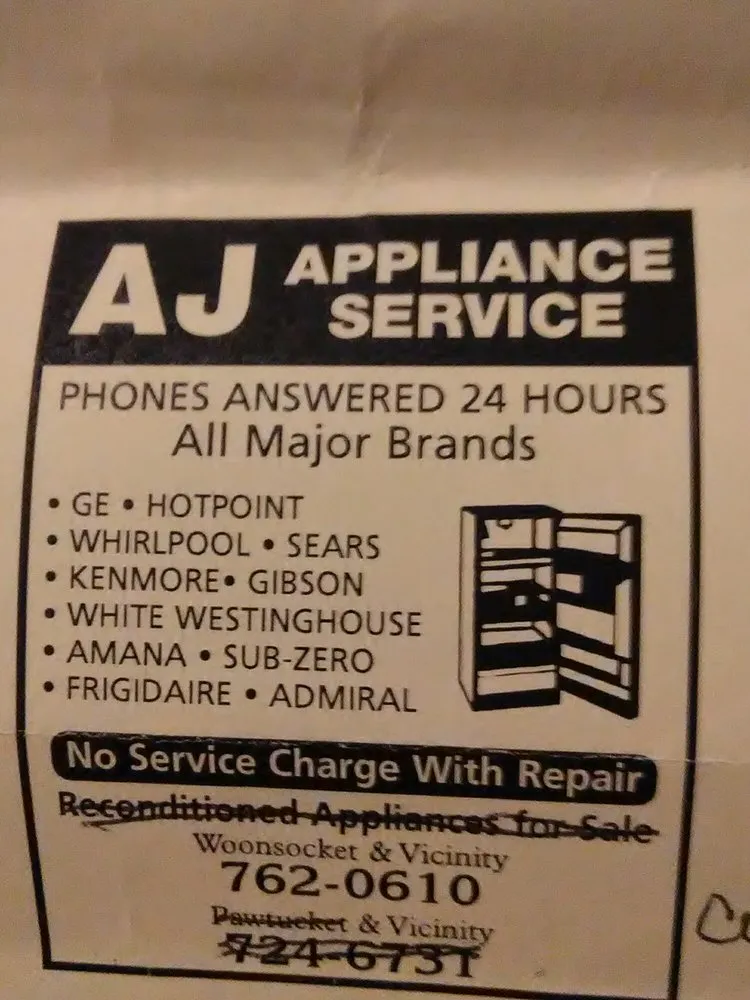 AJ APPLIANCE
SERVICE
PHONES ANSWERED 24 HOURS
All Major Brands
• GE • HOTPOINT
• WHIRLPOOL • SEARS
• KENMORE • GIBSON
• WHITE WESTINGHOUSE
• AMANA • SUB-ZERO
• FRIGIDAIRE • ADMIRAL
No Service Charge With Repair
Reconditioned Appliances for Sale
Woonsocket & Vicinity
762-0610
Pawtucket & Vicinity
724-6731